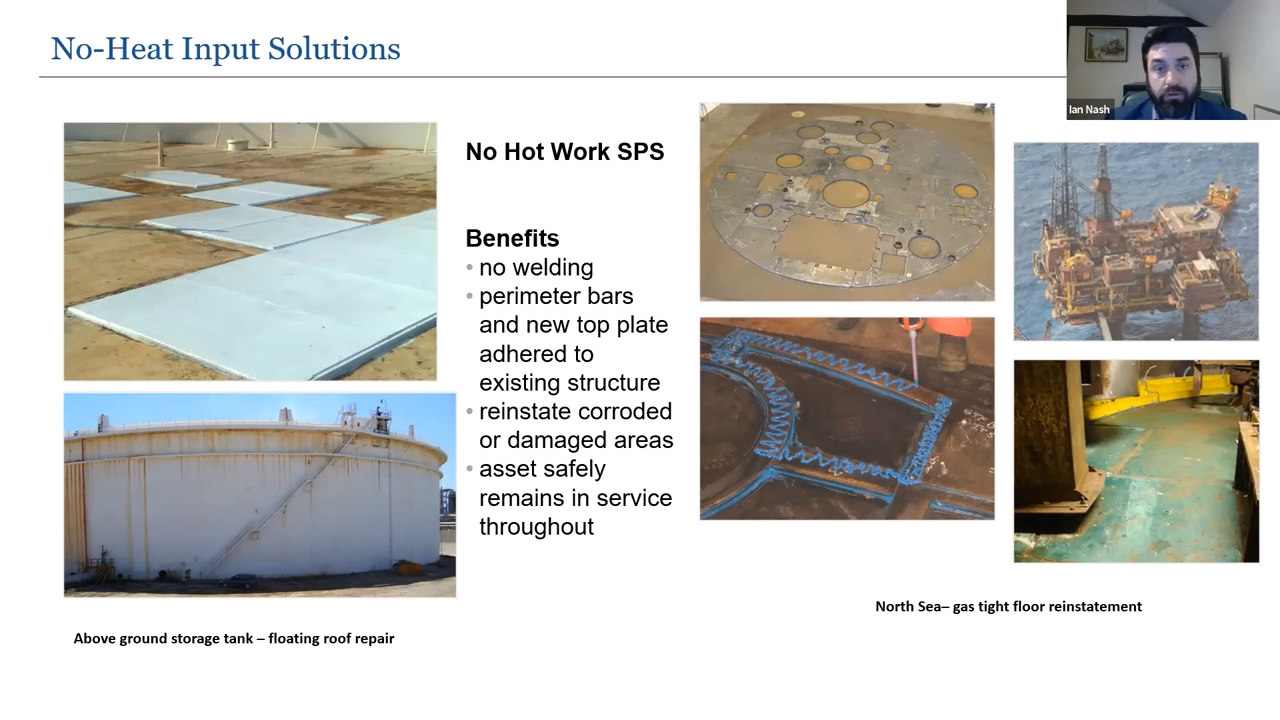 No-Heat Input Solutions
Ian Nash
No Hot Work SPS
Benefits
• no welding
• perimeter bars
and new top plate
adhered to
existing structure
• reinstate corroded
or damaged areas
• asset safely
remains in service
throughout
North Sea– gas tight floor reinstatement
Above ground storage tank – floating roof repair